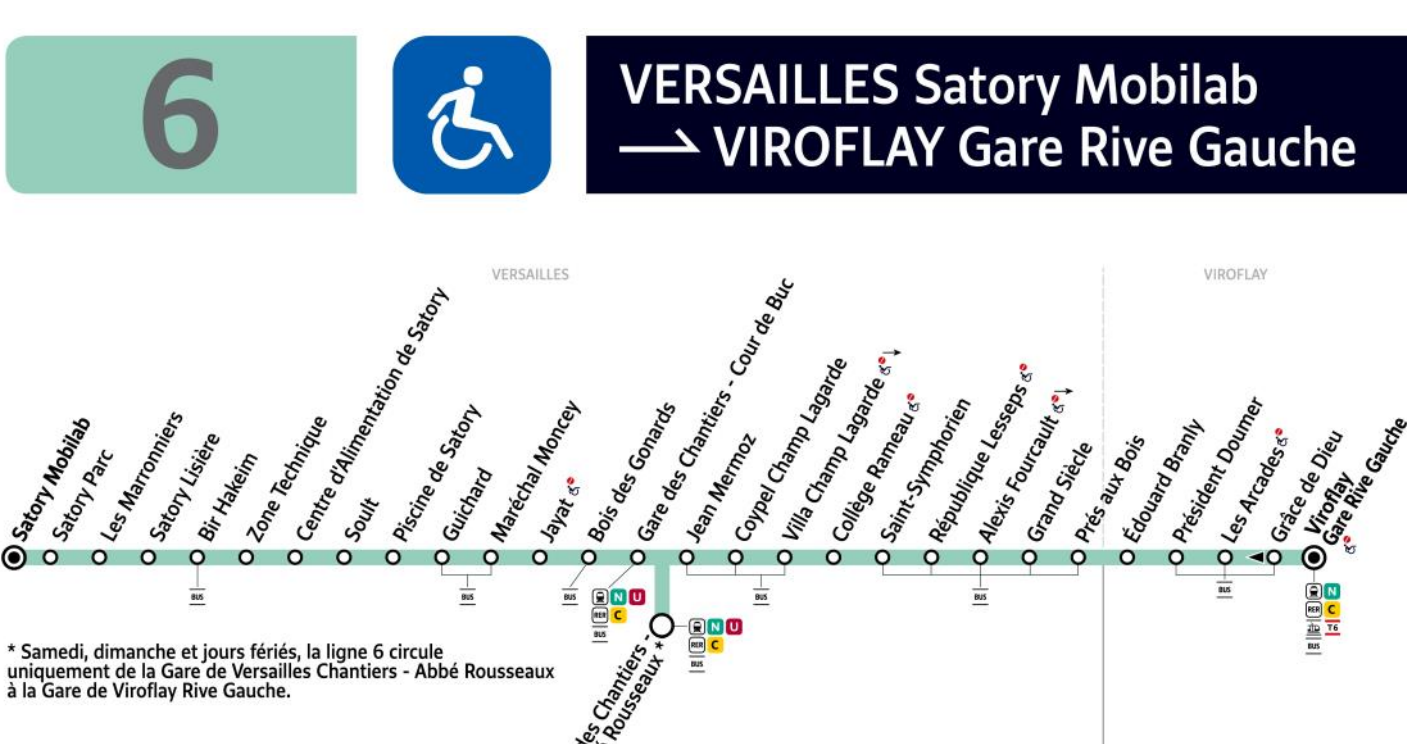 6
VERSAILLES Satory Mobilab
VIROFLAY Gare Rive Gauche
VERSAILLES
VIROFLAY
Satory Mobilab
Satory Parc
Les Marronniers
Satory Lisière
Bir Hakeim
Zone Technique
Centre d'Alimentation de Satory
Soult
Piscine de Satory
Guichard
Maréchal Moncey
Jayat
Bois des Gonards
Gare des Chantiers - Cour de Buc
Jean Mermoz
Coypel Champ Lagarde
Villa Champ Lagarde
Collège Rameau
Saint-Symphorien
République Lesseps
Alexis Fourcault
Grand Siècle
Prés aux Bois
Édouard Branly
Président Doumer
Les Arcades
Grâce de Dieu
Viroflay
Gare Rive Gauche
BUS
BUS
BUS
N U
RER C
BUS
N U
RER C
BUS
BUS
BUS
BUS
N
RER C
T6
BUS
des Chantiers -
Rousseaux *
* Samedi, dimanche et jours fériés, la ligne 6 circule
uniquement de la Gare de Versailles Chantiers - Abbé Rousseaux
à la Gare de Viroflay Rive Gauche.